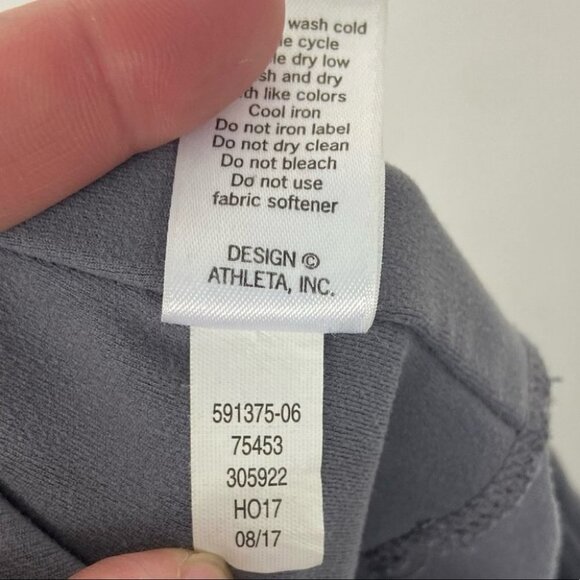 wash cold
cycle
dry low
and dry
like colors
Cool iron
Do not iron label
Do not dry clean
Do not bleach
Do not use
fabric softener
DESIGN ©
ATHLETA, INC.
591375-06
75453
305922
HO17
08/17